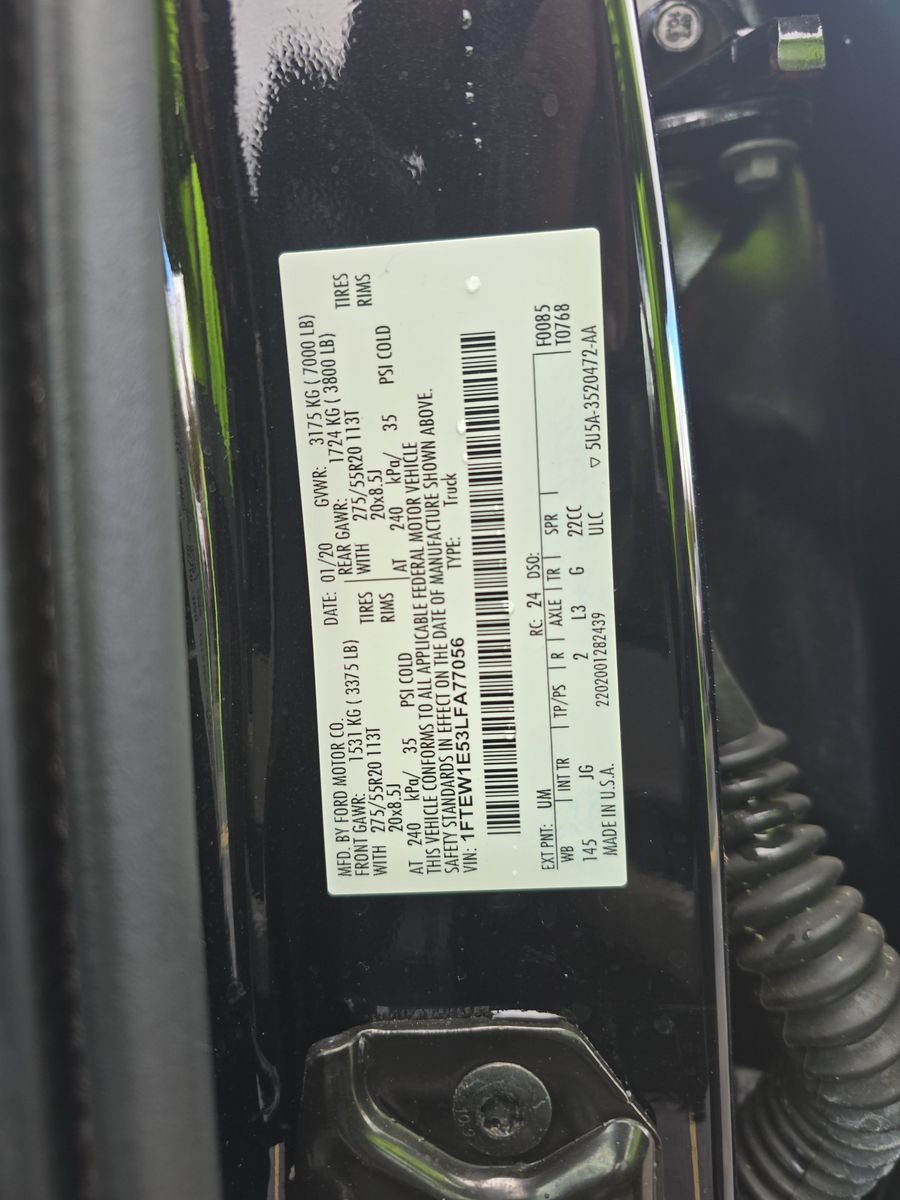 MFD. BY FORD MOTOR CO.
DATE: 01/20 GVWR: 3175 KG ( 7000 LB)
FRONT GAWR: 1531 KG ( 3375 LB) REAR GAWR: 1724 KG ( 3800 LB)
WITH 275/55R20 113T TIRES WITH 275/55R20 113T TIRES
20x8.5J RIMS 20x8.5J RIMS
AT 240 kPa/ 35 PSI COLD AT 240 kPa/ 35 PSI COLD
THIS VEHICLE CONFORMS TO ALL APPLICABLE FEDERAL MOTOR VEHICLE
SAFETY STANDARDS IN EFFECT ON THE DATE OF MANUFACTURE SHOWN ABOVE.
VIN: 1FTEW1E53LFA77056 TYPE: Truck
EXT PNT: UM RC: 24 DSO: F0085
WB INT TR TP/PS R AXLE TR SPR T0768
145 JG 2 L3 G 22CC
MADE IN U.S.A. 2202001282439 ULC
▽ 5U5A-3520472-AA